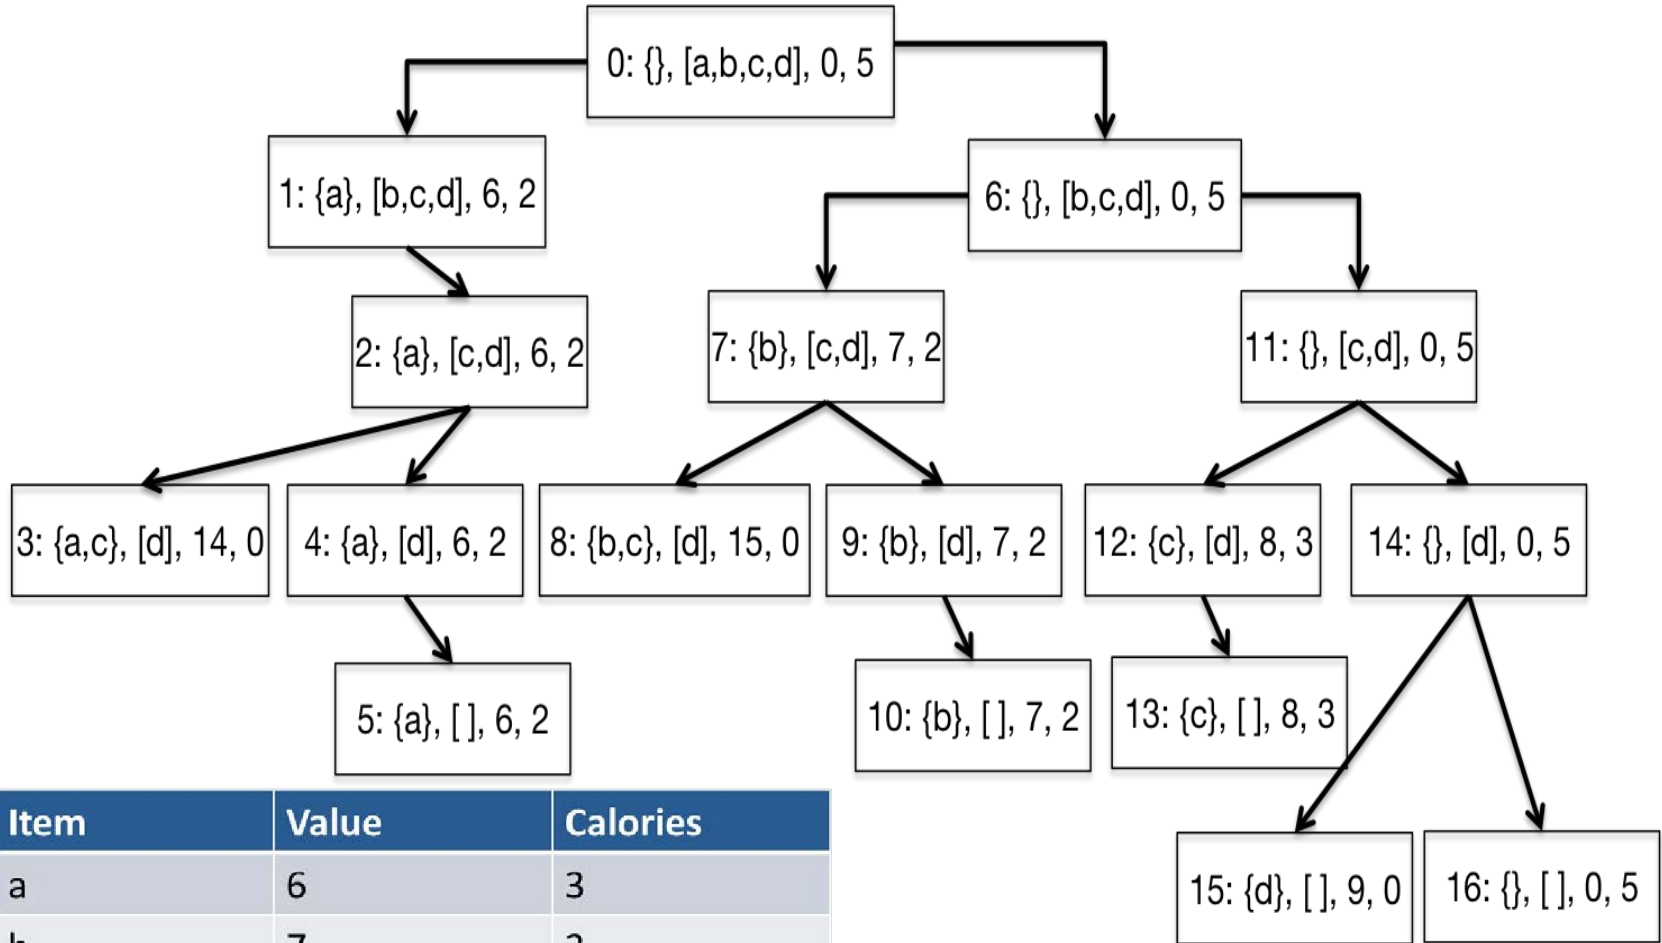 0: {}, [a,b,c,d], 0, 5
1: {a}, [b,c,d], 6, 2
6: {}, [b,c,d], 0, 5
2: {a}, [c,d], 6, 2
7: {b}, [c,d], 7, 2
11: {}, [c,d], 0, 5
3: {a,c}, [d], 14, 0
4: {a}, [d], 6, 2
8: {b,c}, [d], 15, 0
9: {b}, [d], 7, 2
12: {c}, [d], 8, 3
14: {}, [d], 0, 5
5: {a}, [ ], 6, 2
10: {b}, [ ], 7, 2
13: {c}, [ ], 8, 3
15: {d}, [ ], 9, 0
16: {}, [ ], 0, 5
Item Value Calories
a 6 3